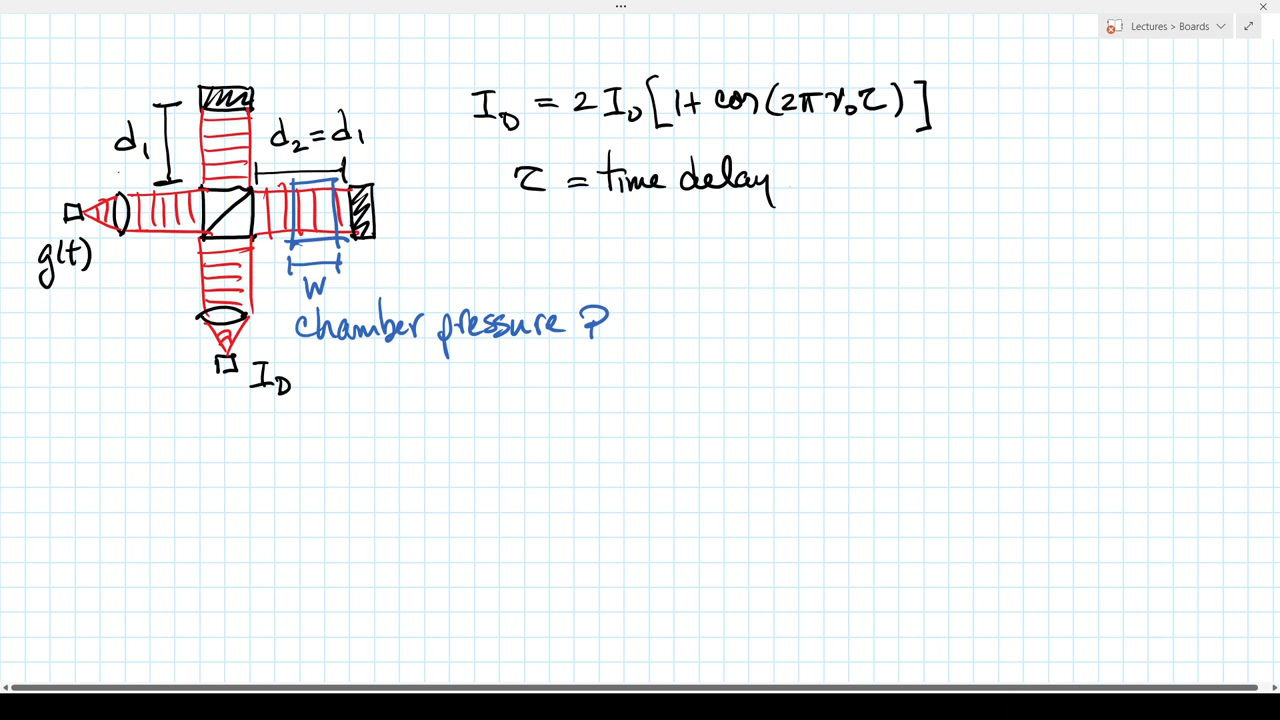 Lectures > Boards
d₁
d₂ = d₁
g(t)
W
chamber pressure P
I_D
I_D = 2 I_0 [1 + cos(2πν₀τ)]
τ = time delay